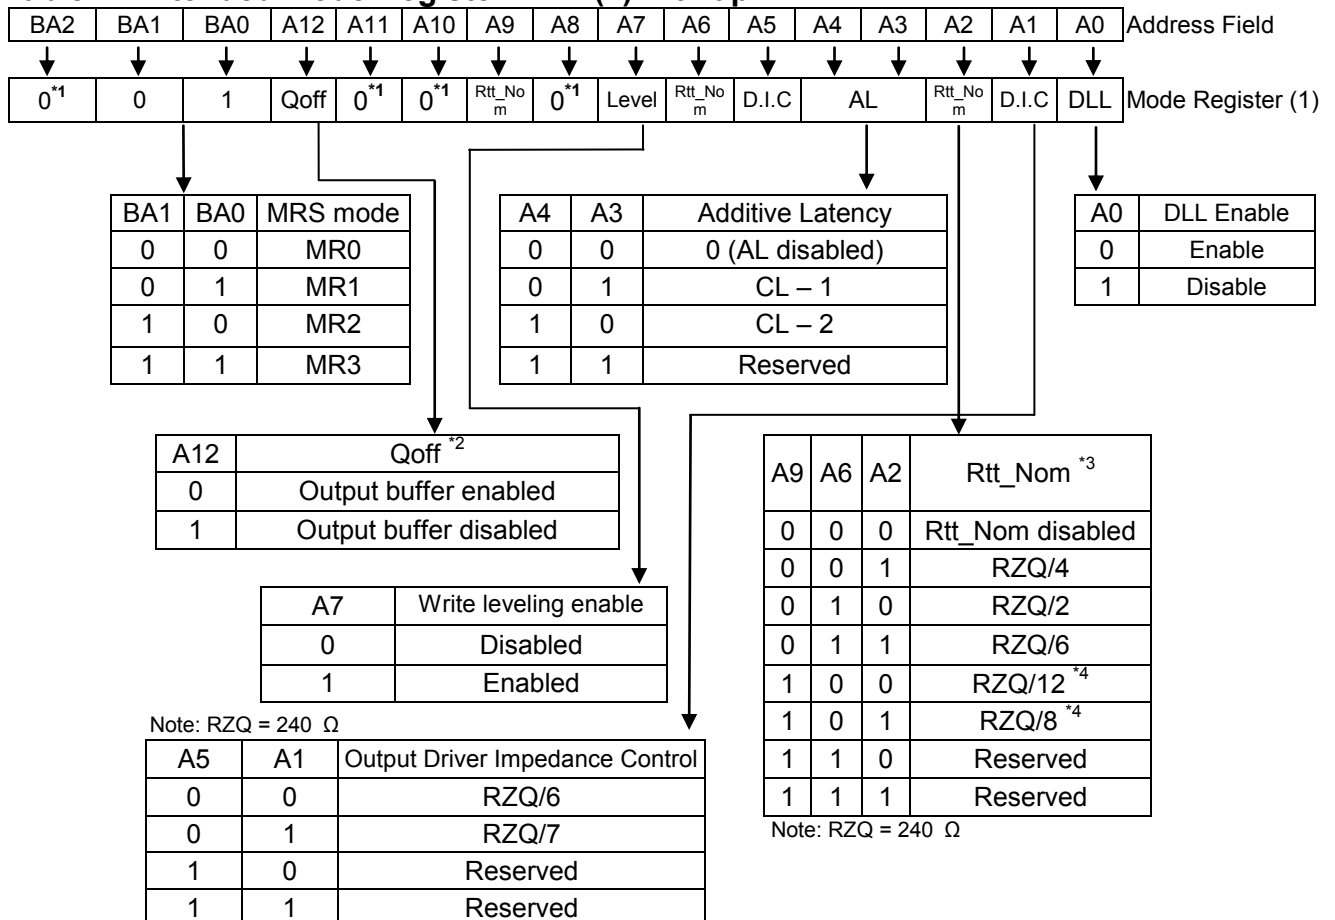 BA2 BA1 BA0 A12 A11 A10 A9 A8 A7 A6 A5 A4 A3 A2 A1 A0 Address Field
0*1 0 1 Qoff 0*1 0*1 Rtt_No m 0*1 Level Rtt_No m D.I.C AL Rtt_No m D.I.C DLL Mode Register (1)
BA1 BA0 MRS mode
0 0 MR0
0 1 MR1
1 0 MR2
1 1 MR3
A4 A3 Additive Latency
0 0 0 (AL disabled)
0 1 CL – 1
1 0 CL – 2
1 1 Reserved
A0 DLL Enable
0 Enable
1 Disable
A12 Qoff *2
0 Output buffer enabled
1 Output buffer disabled
A9 A6 A2 Rtt_Nom *3
0 0 0 Rtt_Nom disabled
0 0 1 RZQ/4
0 1 0 RZQ/2
0 1 1 RZQ/6
1 0 0 RZQ/12 *4
1 0 1 RZQ/8 *4
1 1 0 Reserved
1 1 1 Reserved
Note: RZQ = 240 Ω
A7 Write leveling enable
0 Disabled
1 Enabled
Note: RZQ = 240 Ω
A5 A1 Output Driver Impedance Control
0 0 RZQ/6
0 1 RZQ/7
1 0 Reserved
1 1 Reserved